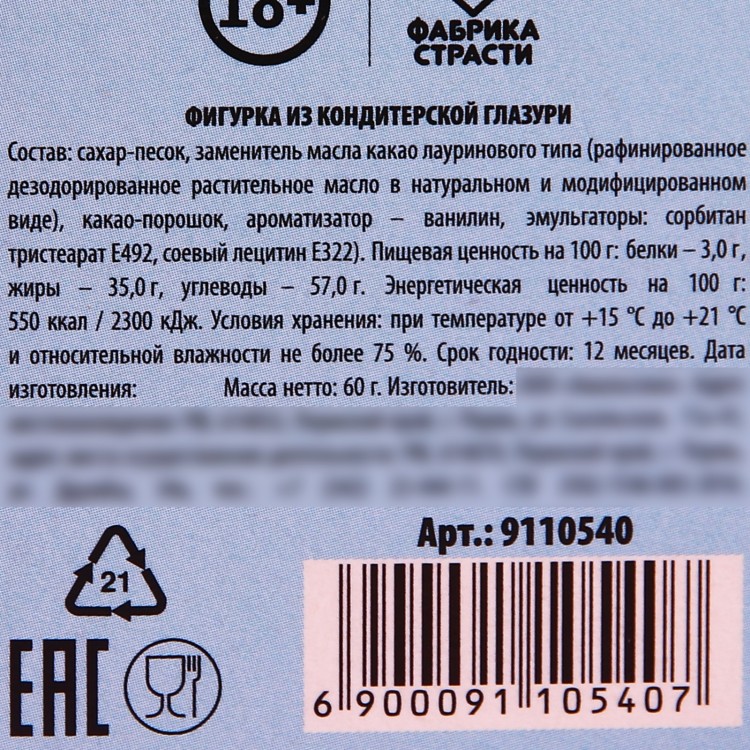 18+
ФАБРИКА
СТРАСТИ
ФИГУРКА ИЗ КОНДИТЕРСКОЙ ГЛАЗУРИ
Состав: сахар-песок, заменитель масла какао лауринового типа (рафинированное
дезодорированное растительное масло в натуральном и модифицированном
виде), какао-порошок, ароматизатор – ванилин, эмульгаторы: сорбитан
тристеарат Е492, соевый лецитин Е322). Пищевая ценность на 100 г: белки – 3,0 г,
жиры – 35,0 г, углеводы – 57,0 г. Энергетическая ценность на 100 г:
550 ккал / 2300 кДж. Условия хранения: при температуре от +15 °С до +21 °С
и относительной влажности не более 75 %. Срок годности: 12 месяцев. Дата
изготовления: Масса нетто: 60 г. Изготовитель:
Арт.: 9110540
21
ЕАС
6 900091 105407